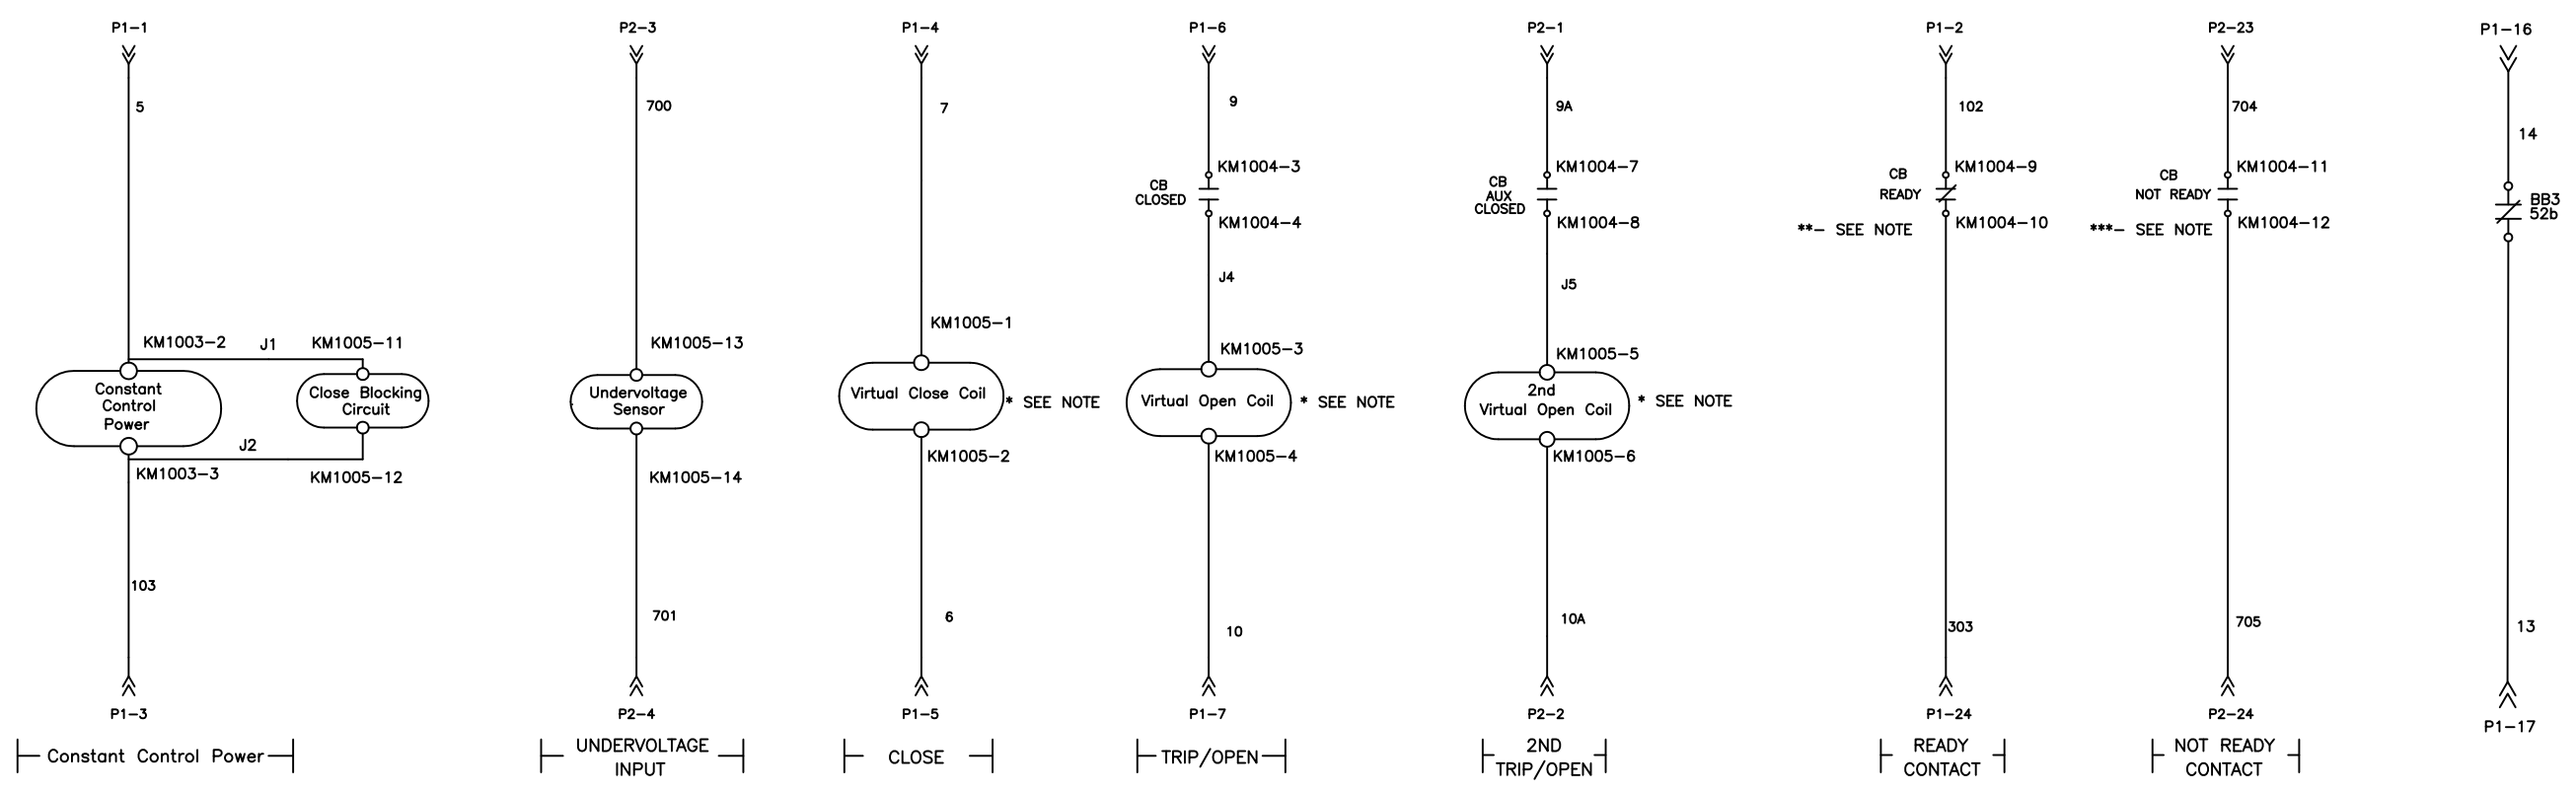 P1-1
P2-3
P1-4
P1-6
P2-1
P1-2
P2-23
P1-16
5
700
7
9
9A
102
704
14
KM1004-3
CB
CLOSED
KM1004-4
KM1004-7
CB
AUX
CLOSED
KM1004-8
KM1004-9
CB
READY
**- SEE NOTE
KM1004-10
KM1004-11
CB
NOT READY
***- SEE NOTE
KM1004-12
BB3
52b
J4
J5
KM1003-2
J1
KM1005-11
KM1005-13
KM1005-1
KM1005-3
KM1005-5
Constant
Control
Power
Close Blocking
Circuit
Undervoltage
Sensor
Virtual Close Coil
* SEE NOTE
Virtual Open Coil
* SEE NOTE
2nd
Virtual Open Coil
* SEE NOTE
J2
KM1003-3
KM1005-12
KM1005-14
KM1005-2
KM1005-4
KM1005-6
103
701
6
10
10A
303
705
13
P1-3
P2-4
P1-5
P1-7
P2-2
P1-24
P2-24
P1-17
Constant Control Power
UNDERVOLTAGE
INPUT
CLOSE
TRIP/OPEN
2ND
TRIP/OPEN
READY
CONTACT
NOT READY
CONTACT